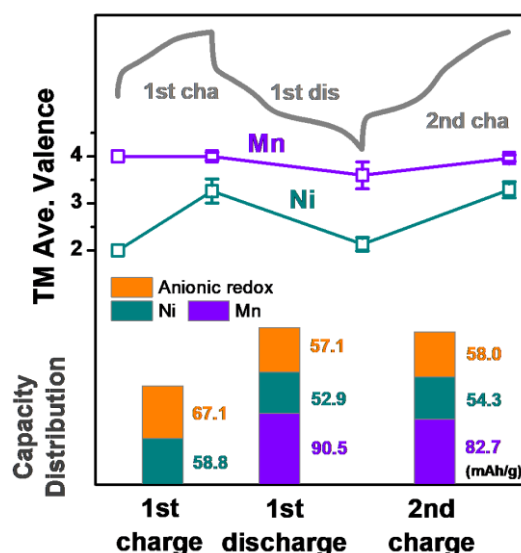 1st cha
1st dis
2nd cha
Mn
Ni
TM Ave. Valence
4
3
2
Anionic redox
Ni
Mn
Capacity
Distribution
67.1
58.8
57.1
52.9
90.5
58.0
54.3
82.7
(mAh/g)
1st
charge
1st
discharge
2nd
charge